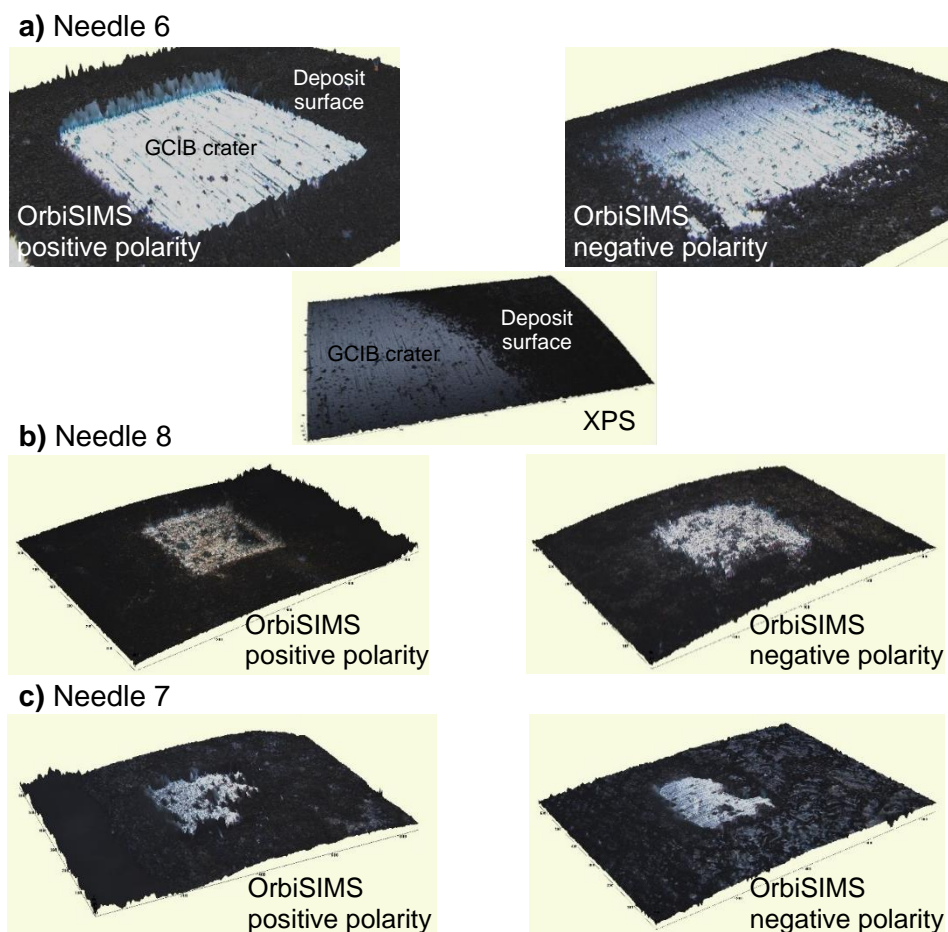 a) Needle 6
Deposit
surface
GCIB crater
OrbiSIMS
positive polarity
OrbiSIMS
negative polarity
Deposit
surface
GCIB crater
XPS
b) Needle 8
OrbiSIMS
positive polarity
OrbiSIMS
negative polarity
c) Needle 7
OrbiSIMS
positive polarity
OrbiSIMS
negative polarity